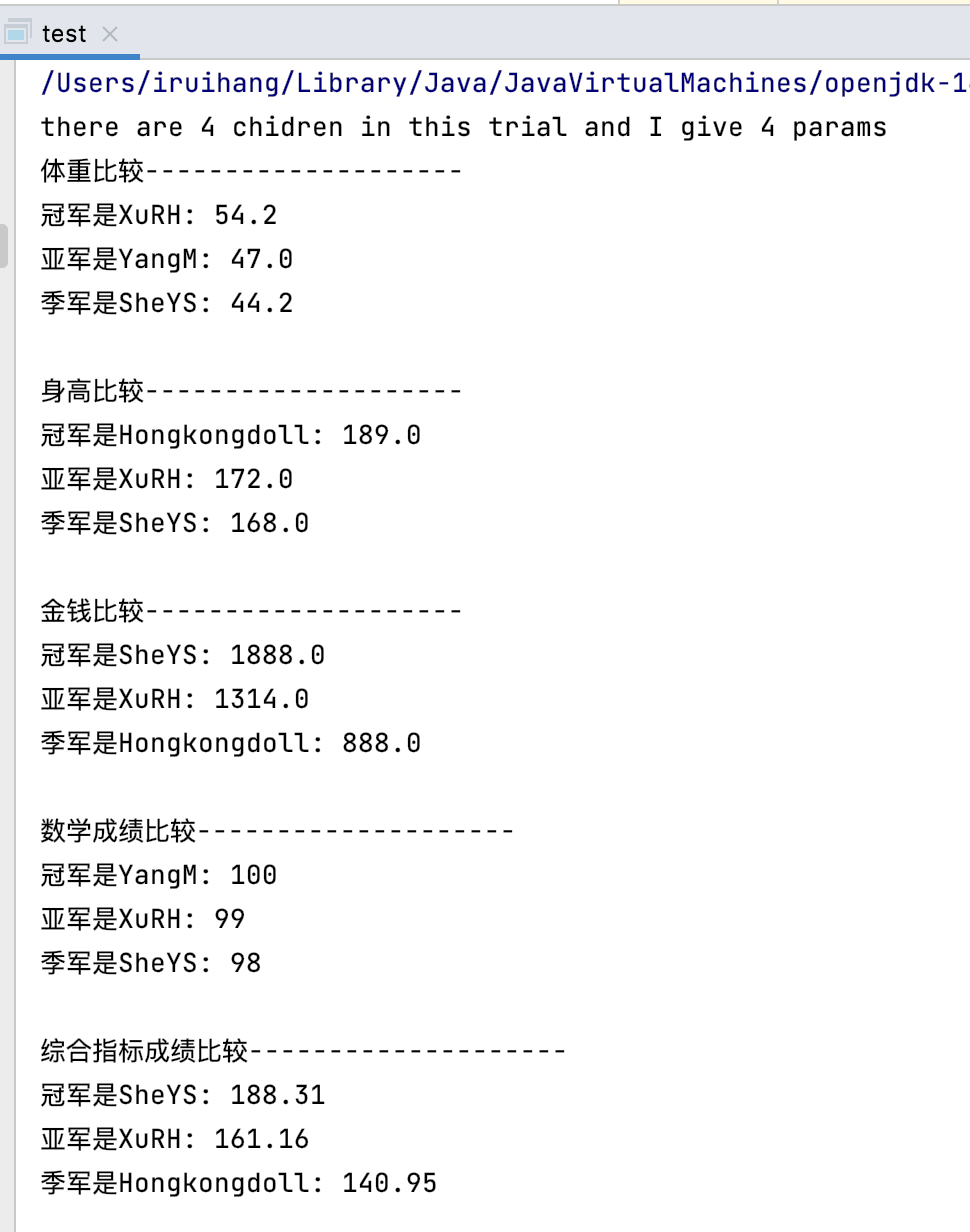 test
/Users/iruihang/Library/Java/JavaVirtualMachines/openjdk-1
there are 4 chidren in this trial and I give 4 params
体重比较--------------------
冠军是XuRH: 54.2
亚军是YangM: 47.0
季军是SheYS: 44.2
身高比较--------------------
冠军是Hongkongdoll: 189.0
亚军是XuRH: 172.0
季军是SheYS: 168.0
金钱比较--------------------
冠军是SheYS: 1888.0
亚军是XuRH: 1314.0
季军是Hongkongdoll: 888.0
数学成绩比较--------------------
冠军是YangM: 100
亚军是XuRH: 99
季军是SheYS: 98
综合指标成绩比较--------------------
冠军是SheYS: 188.31
亚军是XuRH: 161.16
季军是Hongkongdoll: 140.95